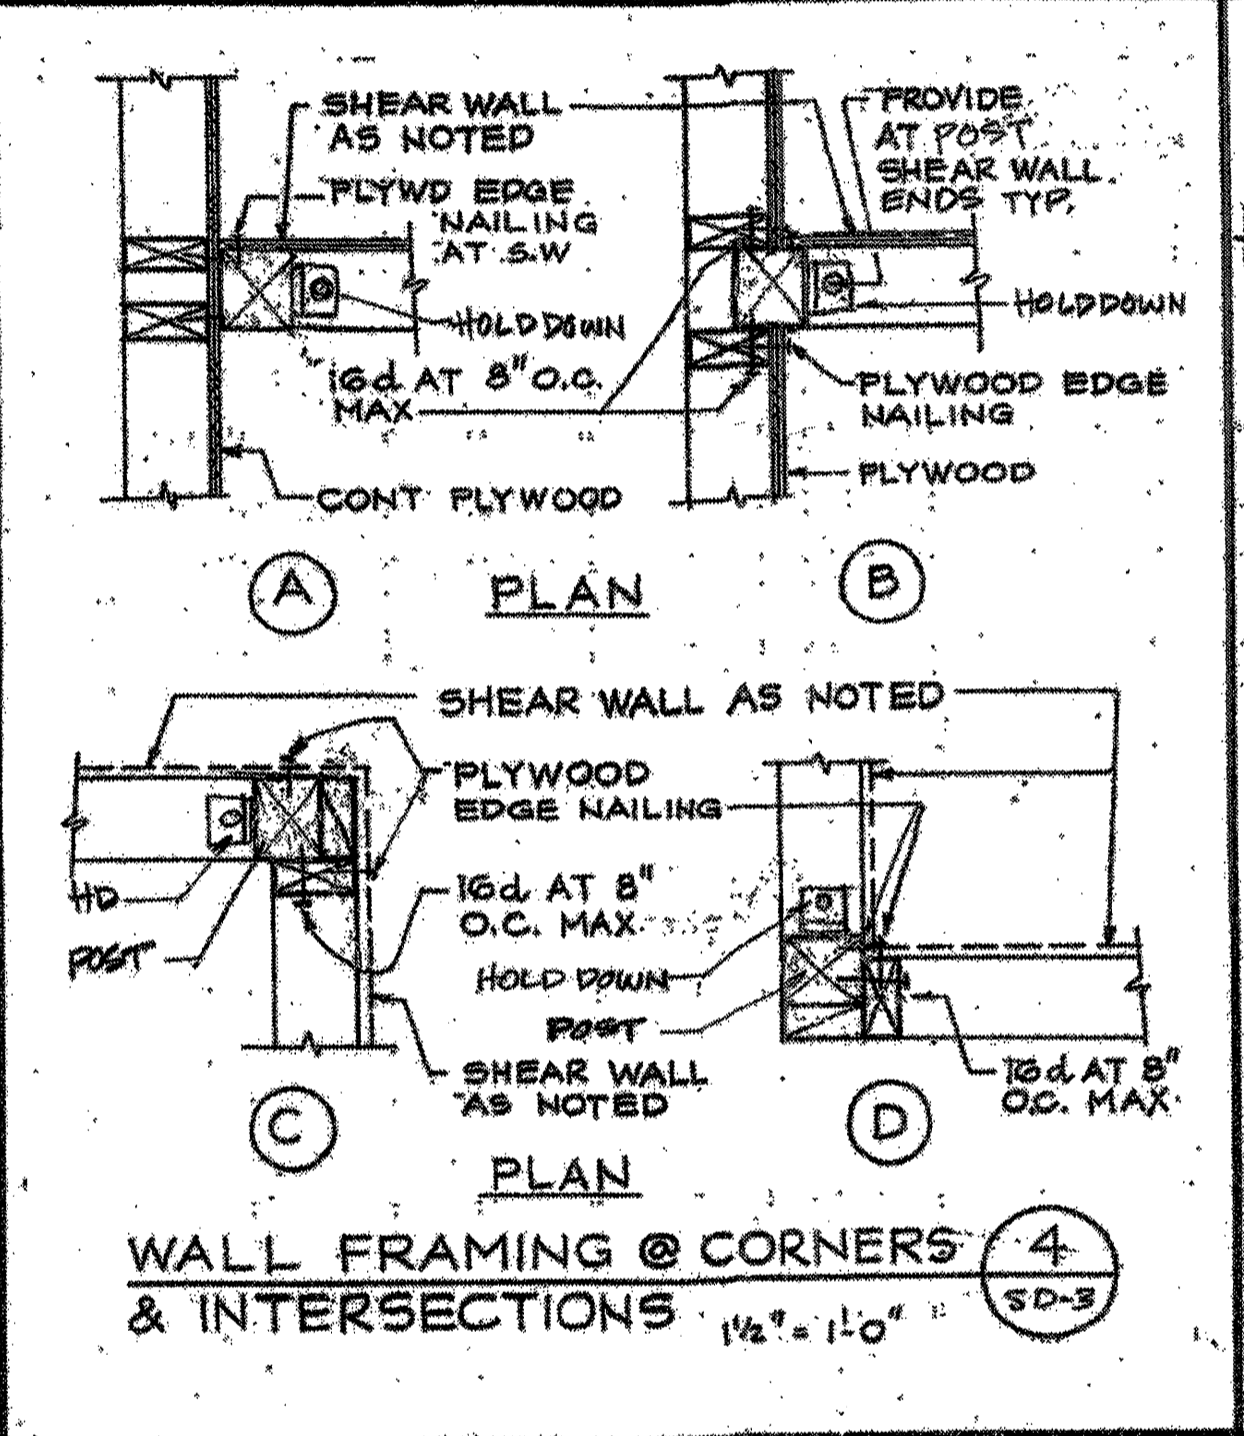 SHEAR WALL
AS NOTED
PLYWD EDGE
NAILING
AT S.W
HOLDDOWN
16d AT 8" O.C.
MAX
CONT PLYWOOD
A
PROVIDE
AT POST
SHEAR WALL
ENDS TYP.
HOLDDOWN
PLYWOOD EDGE
NAILING
PLYWOOD
B
PLAN
SHEAR WALL AS NOTED
PLYWOOD
EDGE NAILING
HD
POST
16d AT 8"
O.C. MAX
HOLD DOWN
POST
SHEAR WALL
AS NOTED
C
16d AT 8"
O.C. MAX
D
PLAN
WALL FRAMING @ CORNERS
& INTERSECTIONS
1½" = 1'-0"
4
SD-3